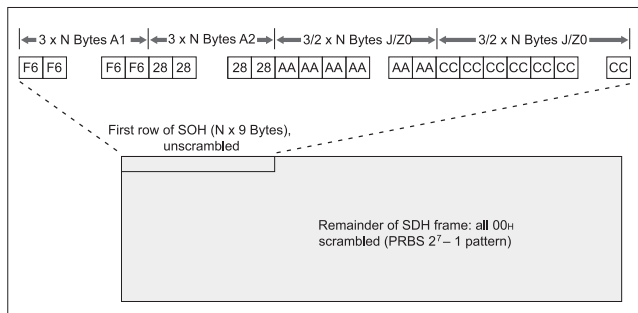 3 x N Bytes A1 3 x N Bytes A2 3/2 x N Bytes J/Z0 3/2 x N Bytes J/Z0
F6 F6 F6 F6 28 28 28 28 AA AA AA AA AA AA CC CC CC CC CC CC CC
First row of SOH (N x 9 Bytes),
unscrambled
Remainder of SDH frame: all 00H
scrambled (PRBS 2⁷– 1 pattern)